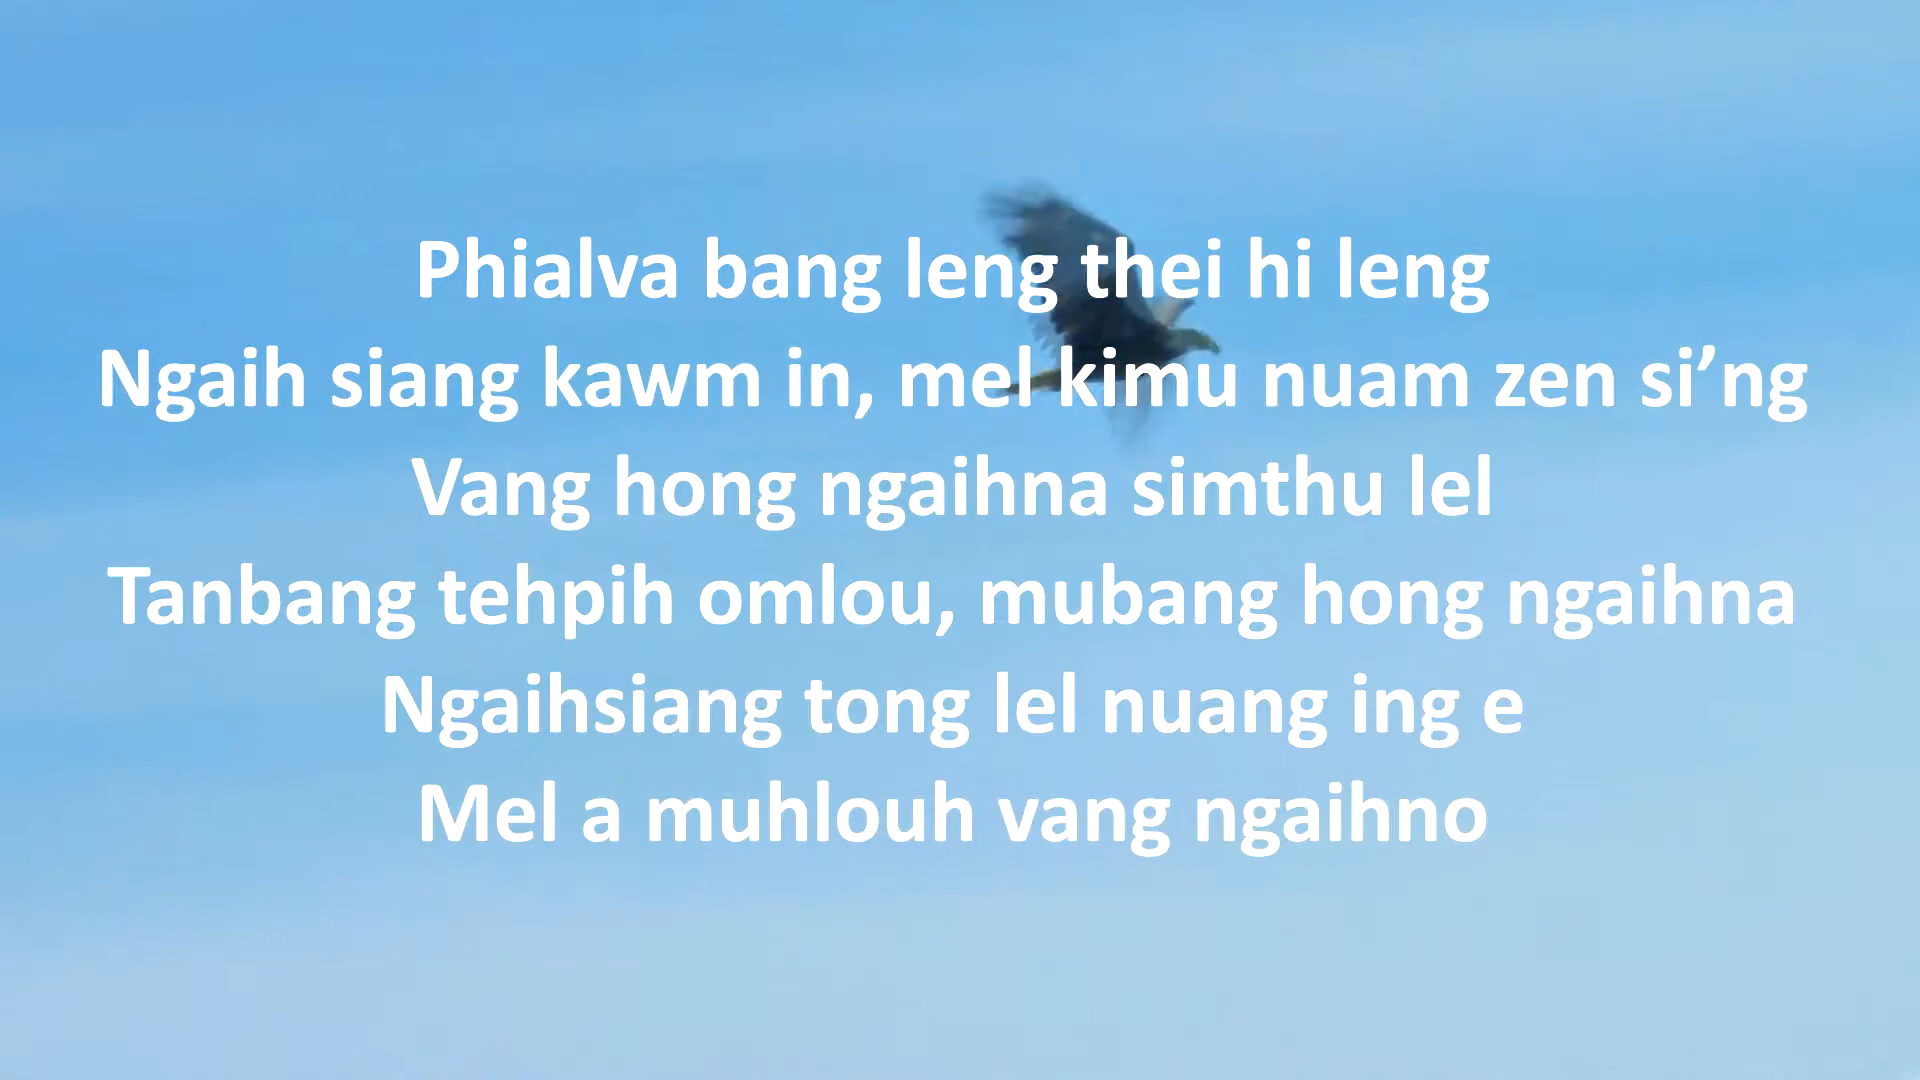 Phialva bang leng thei hi leng
Ngaih siang kawm in, mel kimu nuam zen si’ng
Vang hong ngaihna simthu lel
Tanbang tehpih omlou, mubang hong ngaihna
Ngaihsiang tong lel nuang ing e
Mel a muhlouh vang ngaihno